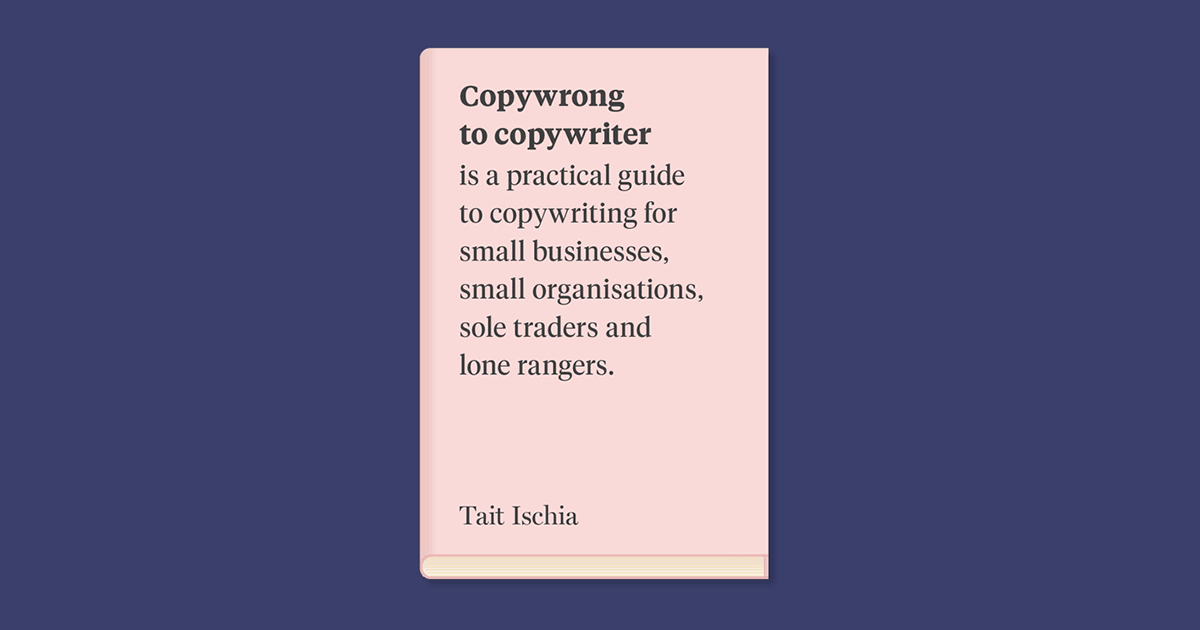 Copywrong
to copywriter
is a practical guide
to copywriting for
small businesses,
small organisations,
sole traders and
lone rangers.
Tait Ischia